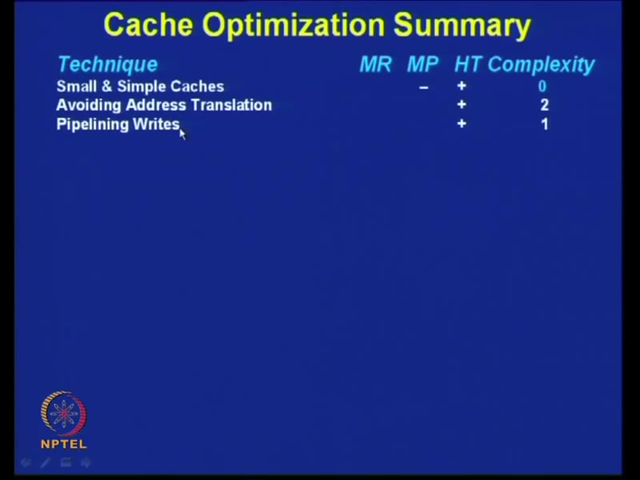 Cache Optimization Summary
Technique MR MP HT Complexity
Small & Simple Caches – + 0
Avoiding Address Translation + 2
Pipelining Writes + 1
NPTEL